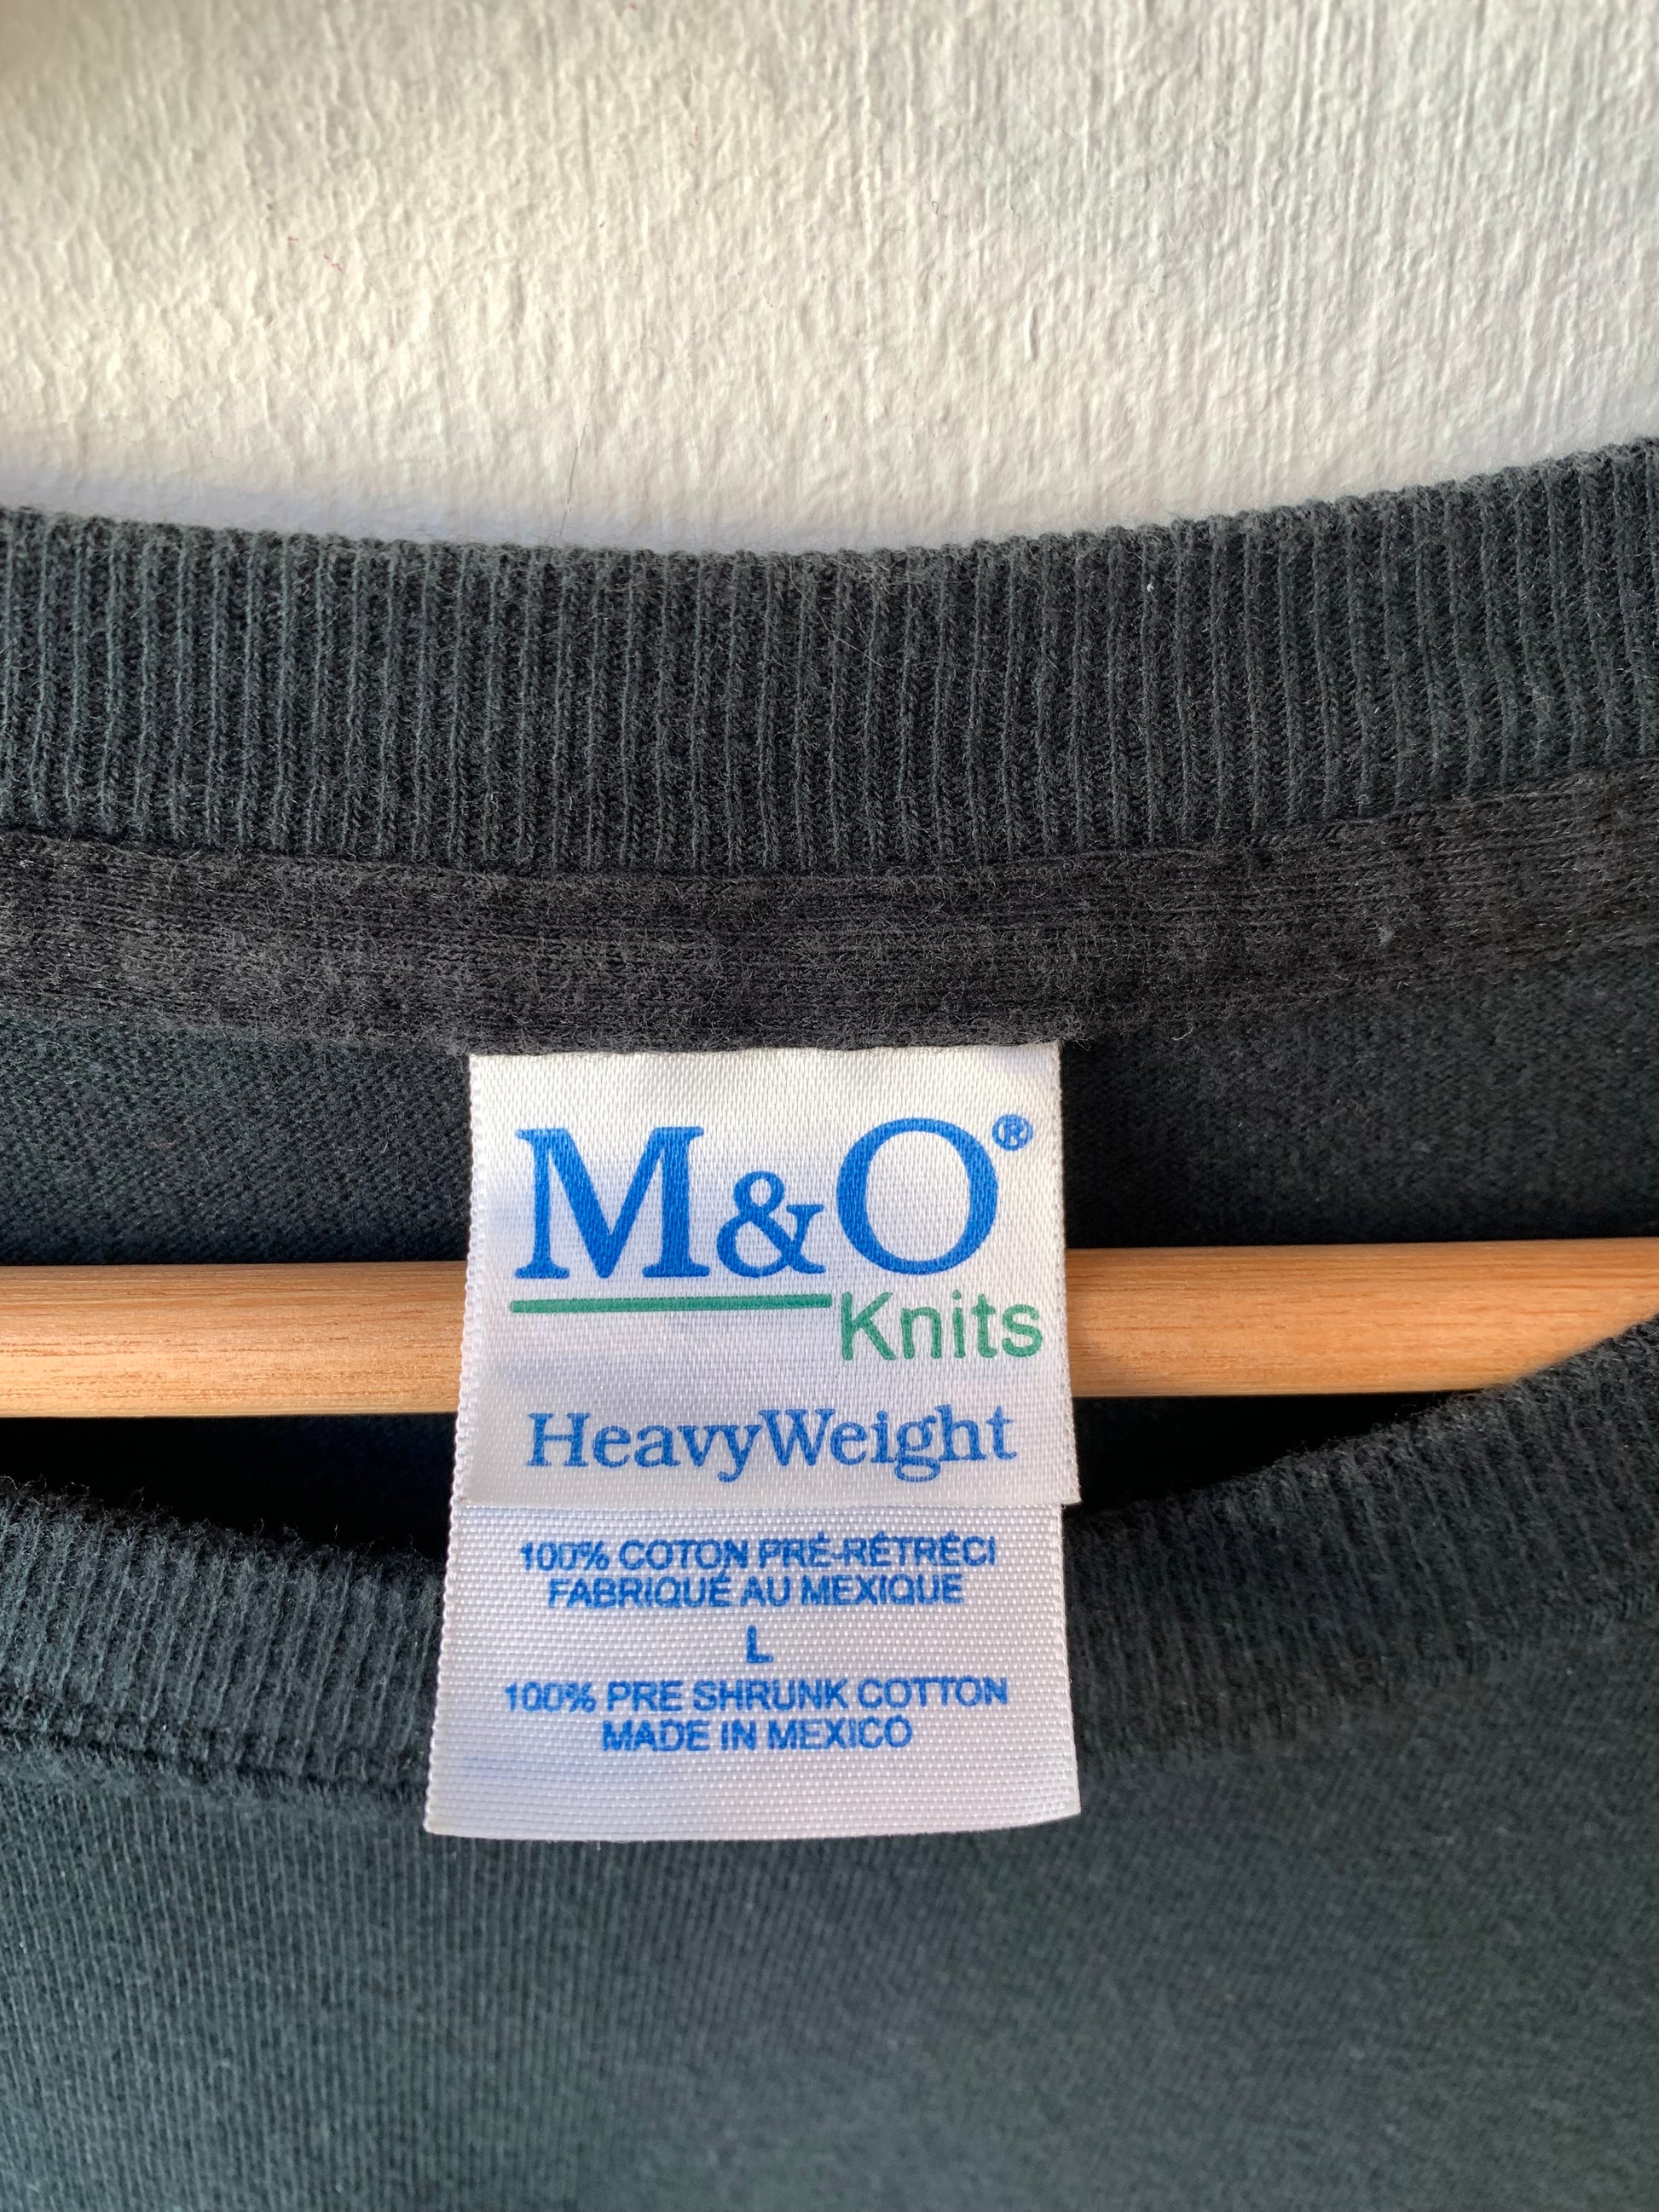 M&O®
Knits
HeavyWeight
100% COTON PRÉ-RÉTRÉCI
FABRIQUÉ AU MEXIQUE
L
100% PRE SHRUNK COTTON
MADE IN MEXICO